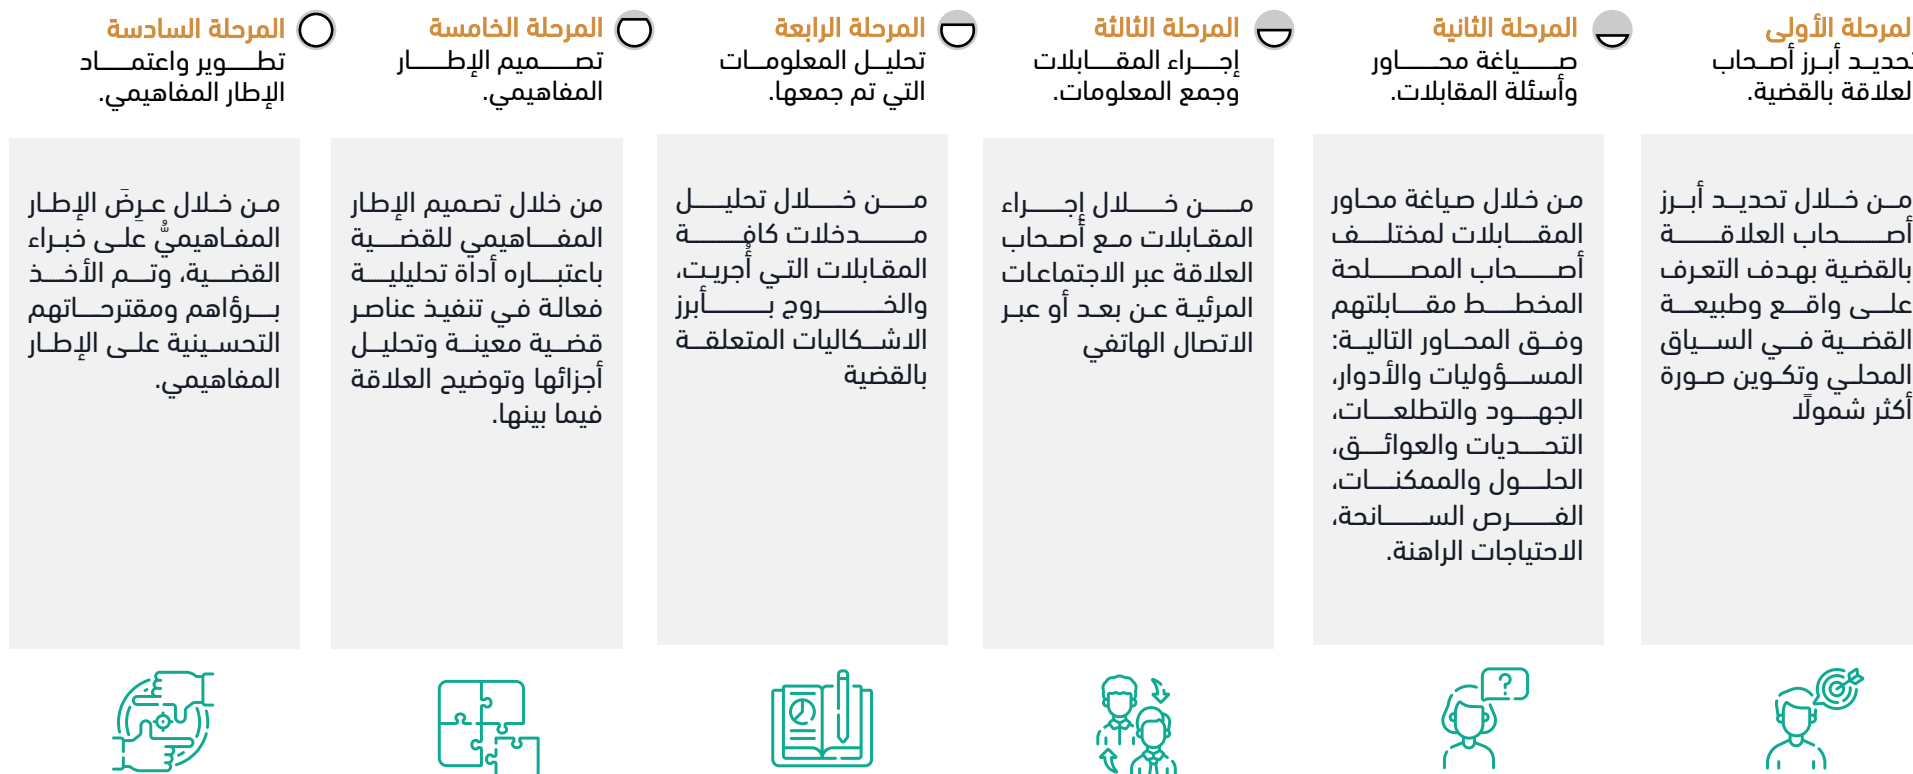 المرحلة الأولى
تحديد أبرز أصحاب
العلاقة بالقضية.
من خلال تحديد أبرز
أصحاب العلاقة
بالقضية بهدف التعرف
على واقع وطبيعة
القضية في السياق
المحلي وتكوين صورة
أكثر شمولًا
المرحلة الثانية
صياغة محاور
وأسئلة المقابلات.
من خلال صياغة محاور
المقابلات لمختلف
أصحاب المصلحة
المخطط مقابلتهم
وفق المحاور التالية:
المسؤوليات والأدوار،
الجهود والتطلعات،
التحديات والعوائق،
الحلول والممكنات،
الفرص السانحة،
الاحتياجات الراهنة.
المرحلة الثالثة
إجراء المقابلات
وجمع المعلومات.
من خلال إجراء
المقابلات مع أصحاب
العلاقة عبر الاجتماعات
المرئية عن بعد أو عبر
الاتصال الهاتفي
المرحلة الرابعة
تحليل المعلومات
التي تم جمعها.
من خلال تحليل
مدخلات كافة
المقابلات التي أُجريت،
والخروج بأبرز
الاشكاليات المتعلقة
بالقضية
المرحلة الخامسة
تصميم الإطار
المفاهيمي.
من خلال تصميم الإطار
المفاهيمي للقضية
باعتباره أداة تحليلية
فعالة في تنفيذ عناصر
قضية معينة وتحليل
أجزائها وتوضيح العلاقة
فيما بينها.
المرحلة السادسة
تطوير واعتماد
الإطار المفاهيمي.
من خلال عرض الإطار
المفاهيميُّ على خبراء
القضية، وتم الأخذ
برؤاهم ومقترحاتهم
التحسينية على الإطار
المفاهيمي.